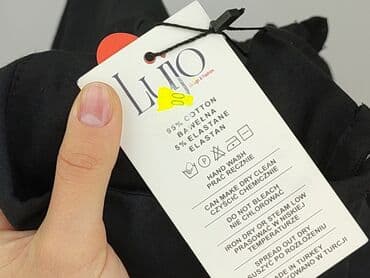 Lujo
00
95% COTTON
BAWEŁNA
5% ELASTANE
ELASTAN
HAND WASH
PRAĆ RĘCZNIE
CAN MAKE DRY CLEAN
CZYŚCIĆ CHEMICZNIE
DO NOT BLEACH
NIE CHLOROWAĆ
IRON DRY OR STEAM LOW
PRASOWAĆ W NISKIEJ
TEMPERATURZE
SPREAD OUT DRY
SUSZYĆ PO ROZŁOŻENIU
MADE IN TURKEY
W TURCJI